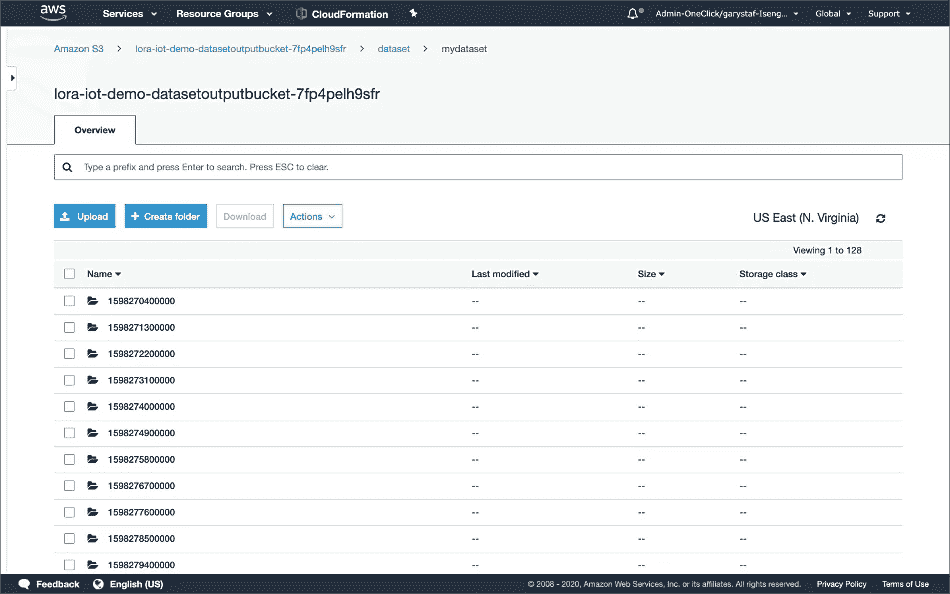 aws Services Resource Groups CloudFormation Admin-OneClick/garystaf-Iseng... Global Support
Amazon S3 > lora-iot-demo-datasetoutputbucket-7fp4pelh9sfr > dataset > mydataset
lora-iot-demo-datasetoutputbucket-7fp4pelh9sfr
Overview
Type a prefix and press Enter to search. Press ESC to clear.
Upload + Create folder Download Actions US East (N. Virginia)
Viewing 1 to 128
Name Last modified Size Storage class
1598270400000 -- -- --
1598271300000 -- -- --
1598272200000 -- -- --
1598273100000 -- -- --
1598274000000 -- -- --
1598274900000 -- -- --
1598275800000 -- -- --
1598276700000 -- -- --
1598277600000 -- -- --
1598278500000 -- -- --
1598279400000 -- -- --
Feedback English (US) © 2008 - 2020, Amazon Web Services, Inc. or its affiliates. All rights reserved. Privacy Policy Terms of Use